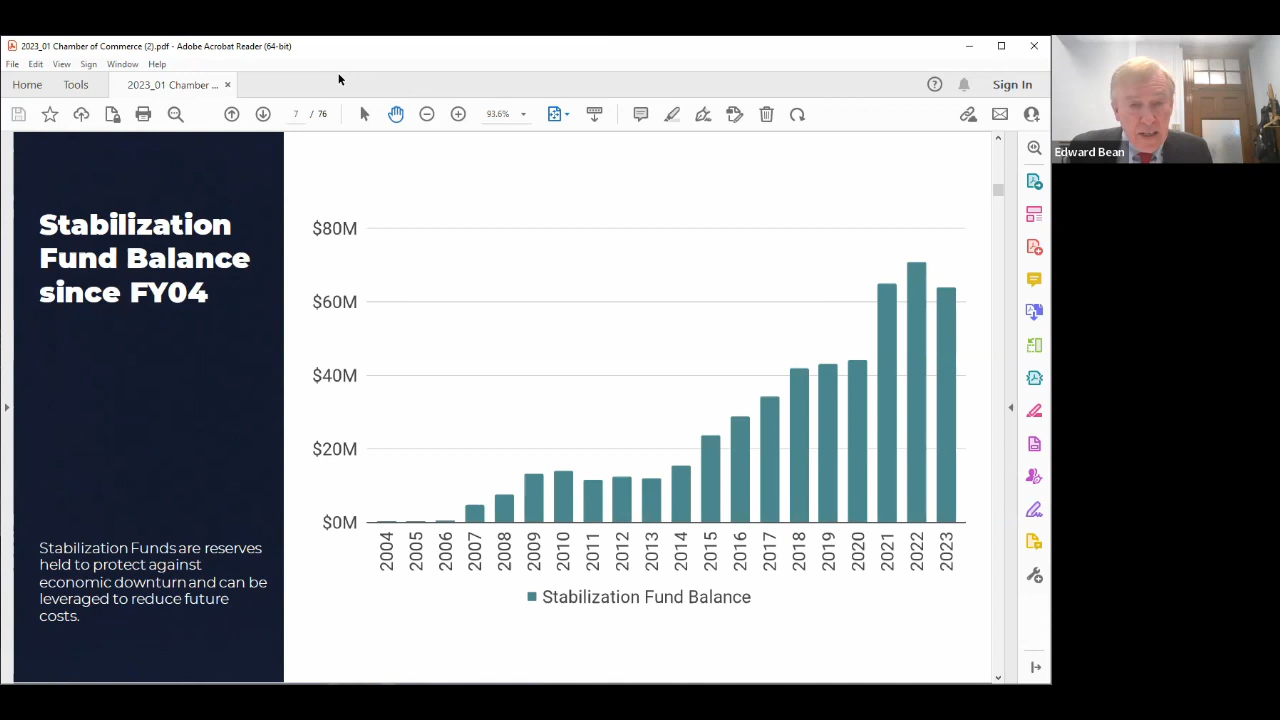 2023_01 Chamber of Commerce (2).pdf - Adobe Acrobat Reader (64-bit)
File Edit View Sign Window Help
Home Tools 2023_01 Chamber ... Sign In
7 / 76 93.6%
Edward Bean
Stabilization
Fund Balance
since FY04
Stabilization Funds are reserves
held to protect against
economic downturn and can be
leveraged to reduce future
costs.
$80M
$60M
$40M
$20M
$0M
2004 2005 2006 2007 2008 2009 2010 2011 2012 2013 2014 2015 2016 2017 2018 2019 2020 2021 2022 2023
Stabilization Fund Balance